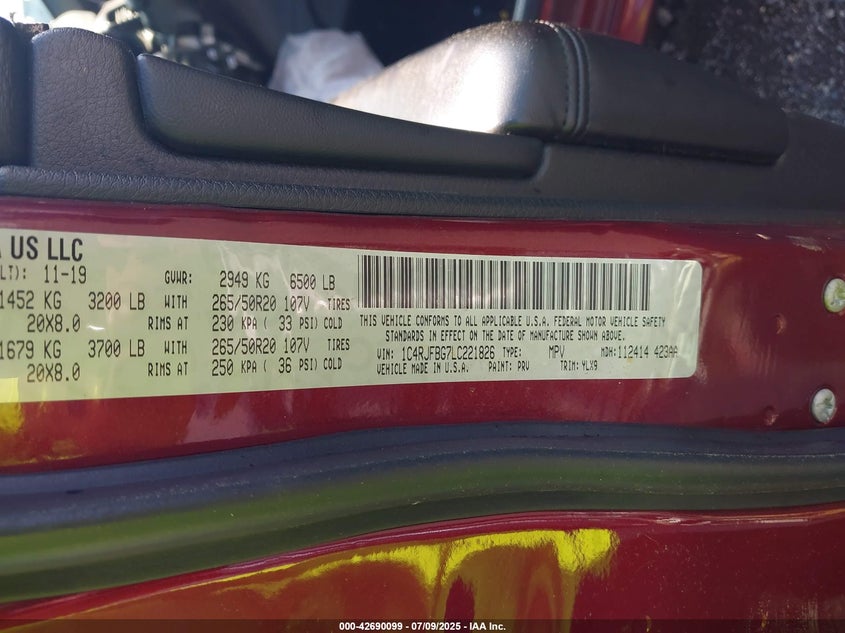 A US LLC
LT): 11-19 GVWR: 2949 KG 6500 LB
1452 KG 3200 LB WITH 265/50R20 107V TIRES
20X8.0 RIMS AT 230 KPA ( 33 PSI) COLD
1679 KG 3700 LB WITH 265/50R20 107V TIRES
20X8.0 RIMS AT 250 KPA ( 36 PSI) COLD
THIS VEHICLE CONFORMS TO ALL APPLICABLE U.S.A. FEDERAL MOTOR VEHICLE SAFETY
STANDARDS IN EFFECT ON THE DATE OF MANUFACTURE SHOWN ABOVE.
VIN: 1C4RJFBG7LC221826 TYPE: MPV MDH: 112414 423AA
VEHICLE MADE IN U.S.A. PAINT: PRV TRIM: YLX9
000-42690099 - 07/09/2025 - IAA Inc.